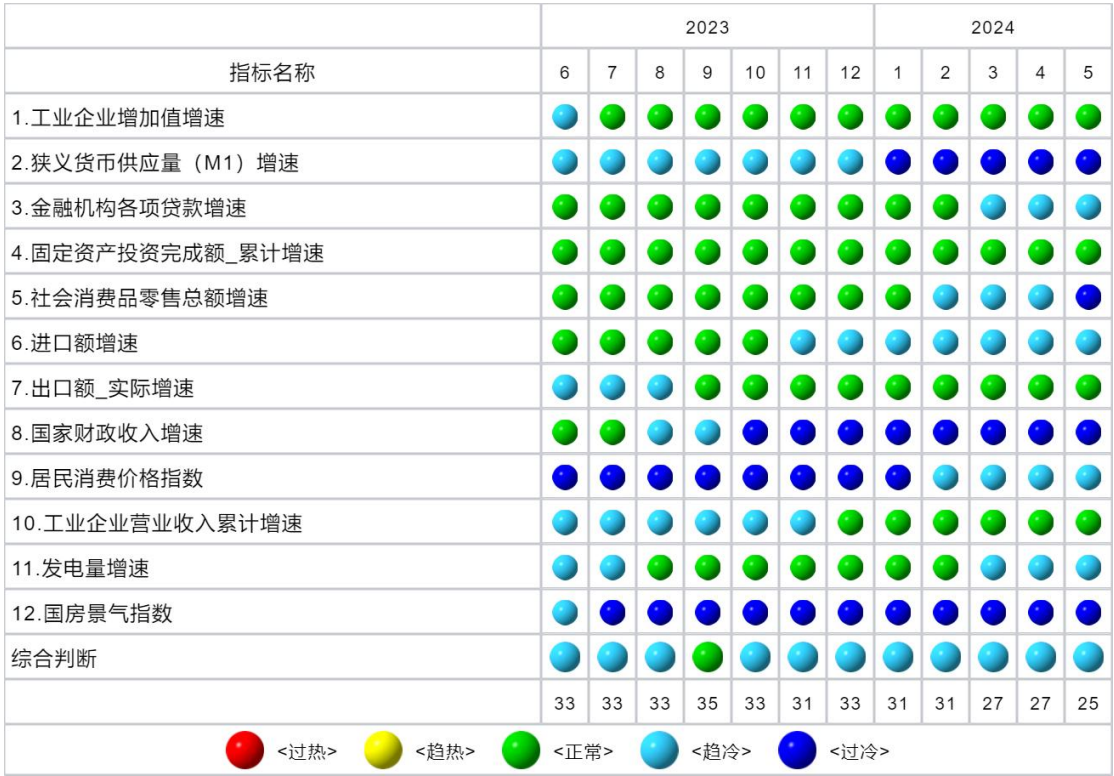 2023 2024
指标名称 6 7 8 9 10 11 12 1 2 3 4 5
1.工业企业增加值增速
2.狭义货币供应量（M1）增速
3.金融机构各项贷款增速
4.固定资产投资完成额_累计增速
5.社会消费品零售总额增速
6.进口额增速
7.出口额_实际增速
8.国家财政收入增速
9.居民消费价格指数
10.工业企业营业收入累计增速
11.发电量增速
12.国房景气指数
综合判断
33 33 33 35 33 31 33 31 31 27 27 25
<过热> <趋热> <正常> <趋冷> <过冷>